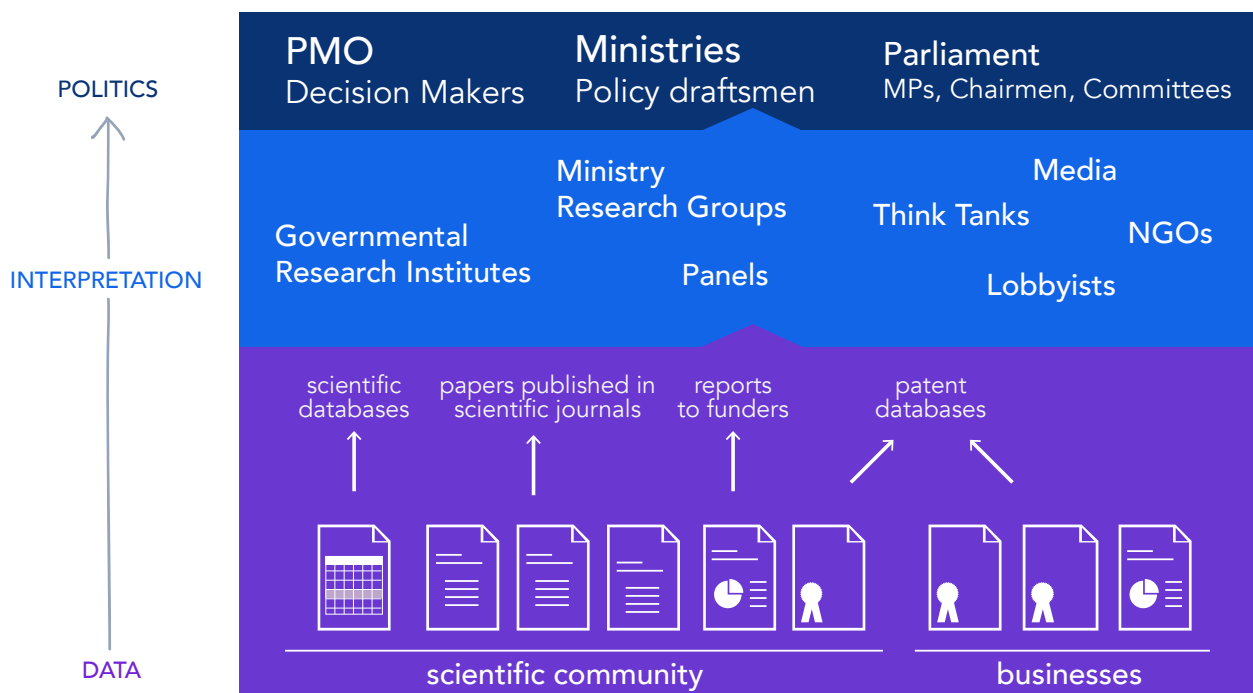 PMO
Decision Makers
Ministries
Policy draftsmen
Parliament
MPs, Chairmen, Committees
POLITICS
Ministry
Research Groups
Media
Think Tanks
NGOs
Governmental
Research Institutes
Panels
Lobbyists
INTERPRETATION
scientific
databases
papers published in
scientific journals
reports
to funders
patent
databases
scientific community
businesses
DATA